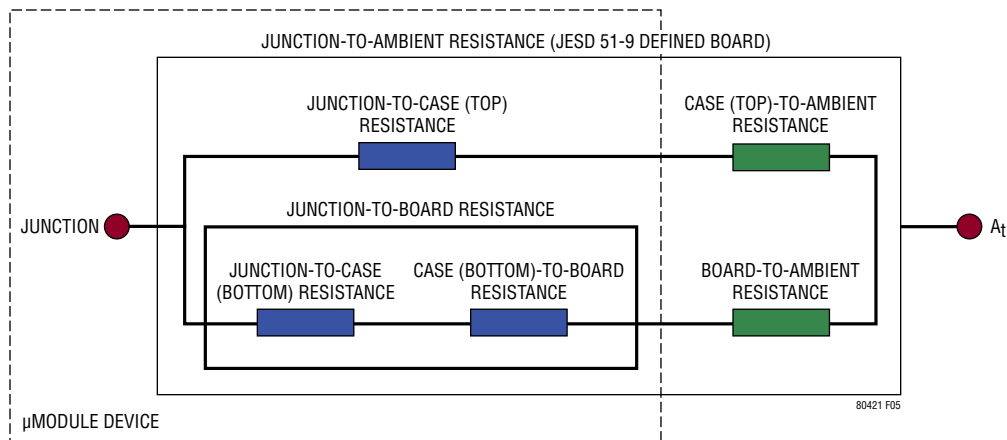 JUNCTION-TO-AMBIENT RESISTANCE (JESD 51-9 DEFINED BOARD)
JUNCTION-TO-CASE (TOP)
RESISTANCE
CASE (TOP)-TO-AMBIENT
RESISTANCE
JUNCTION
JUNCTION-TO-BOARD RESISTANCE
At
JUNCTION-TO-CASE
(BOTTOM) RESISTANCE
CASE (BOTTOM)-TO-BOARD
RESISTANCE
BOARD-TO-AMBIENT
RESISTANCE
80421 F05
µMODULE DEVICE